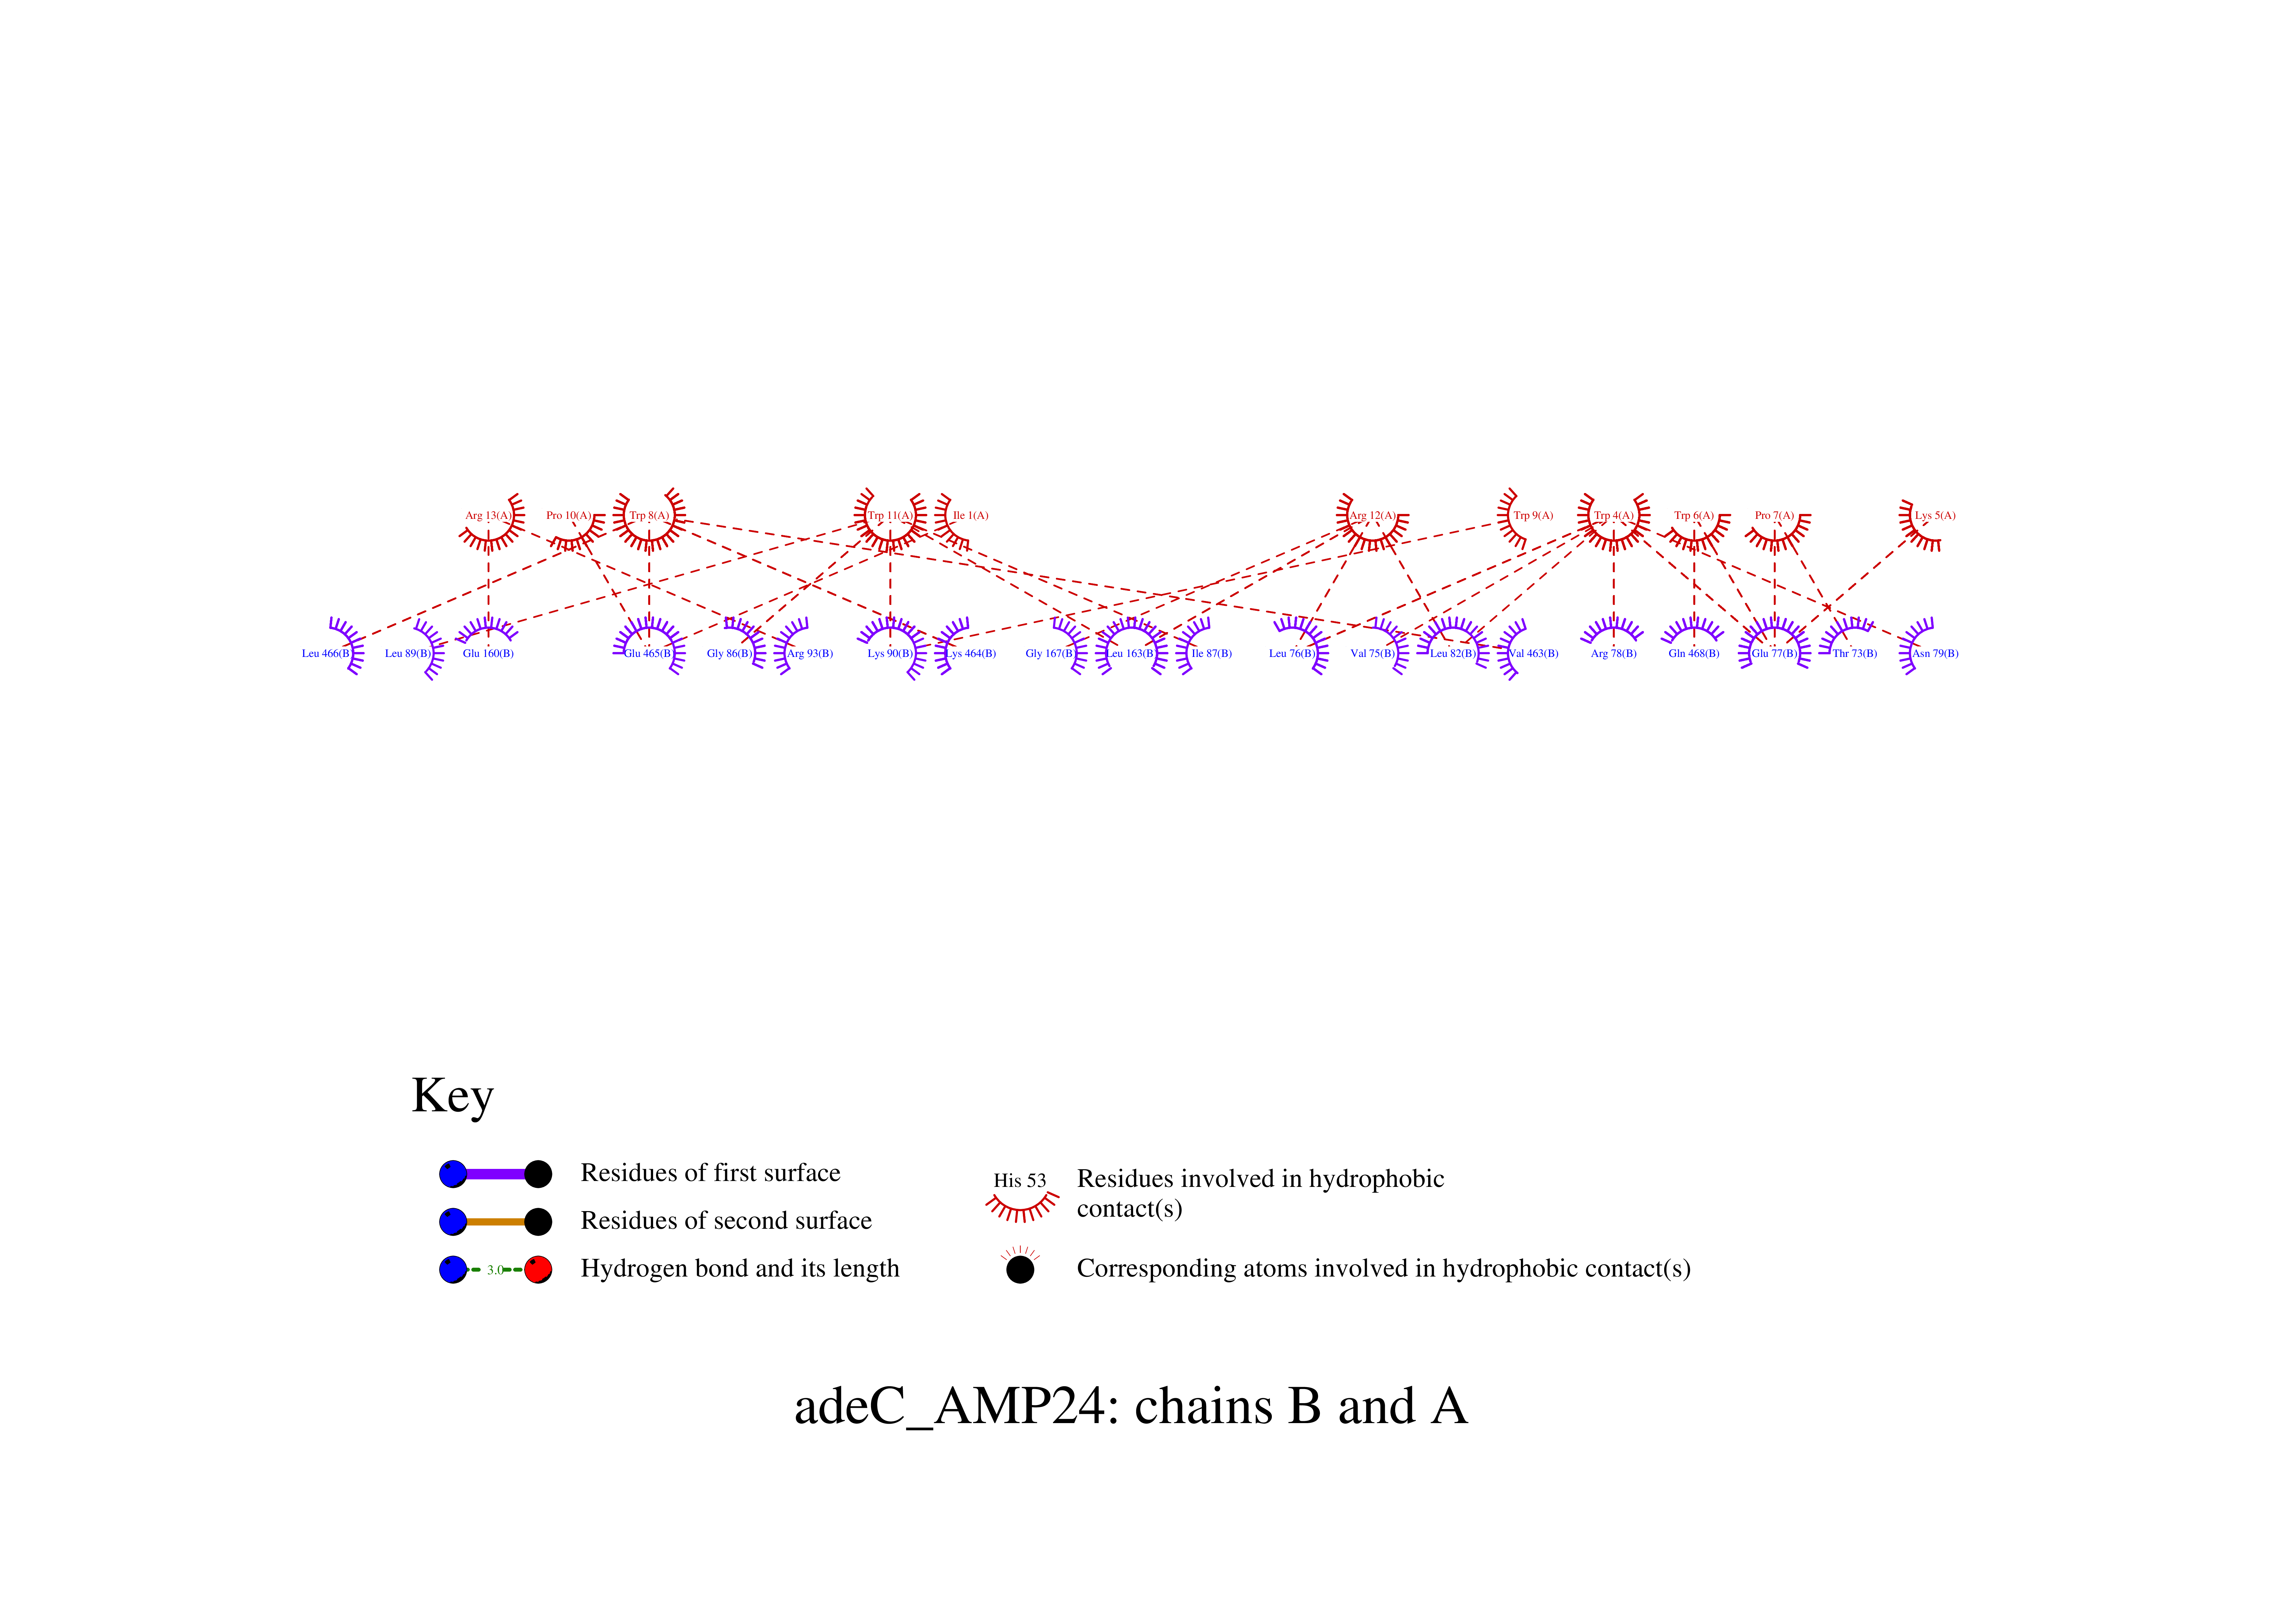 Arg 13(A) Pro 10(A) Trp 8(A) Trp 11(A) Ile 1(A) Arg 12(A) Trp 9(A) Trp 4(A) Trp 6(A) Pro 7(A) Lys 5(A)
Leu 466(B) Leu 89(B) Glu 160(B) Glu 465(B) Gly 86(B) Arg 93(B) Lys 90(B) Lys 464(B) Gly 167(B) Leu 163(B) Ile 87(B) Leu 76(B) Val 75(B) Leu 82(B) Val 463(B) Arg 78(B) Gln 468(B) Glu 77(B) Thr 73(B) Asn 79(B)
Key
Residues of first surface
Residues of second surface
3.0 Hydrogen bond and its length
His 53 Residues involved in hydrophobic
contact(s)
Corresponding atoms involved in hydrophobic contact(s)
adeC_AMP24: chains B and A